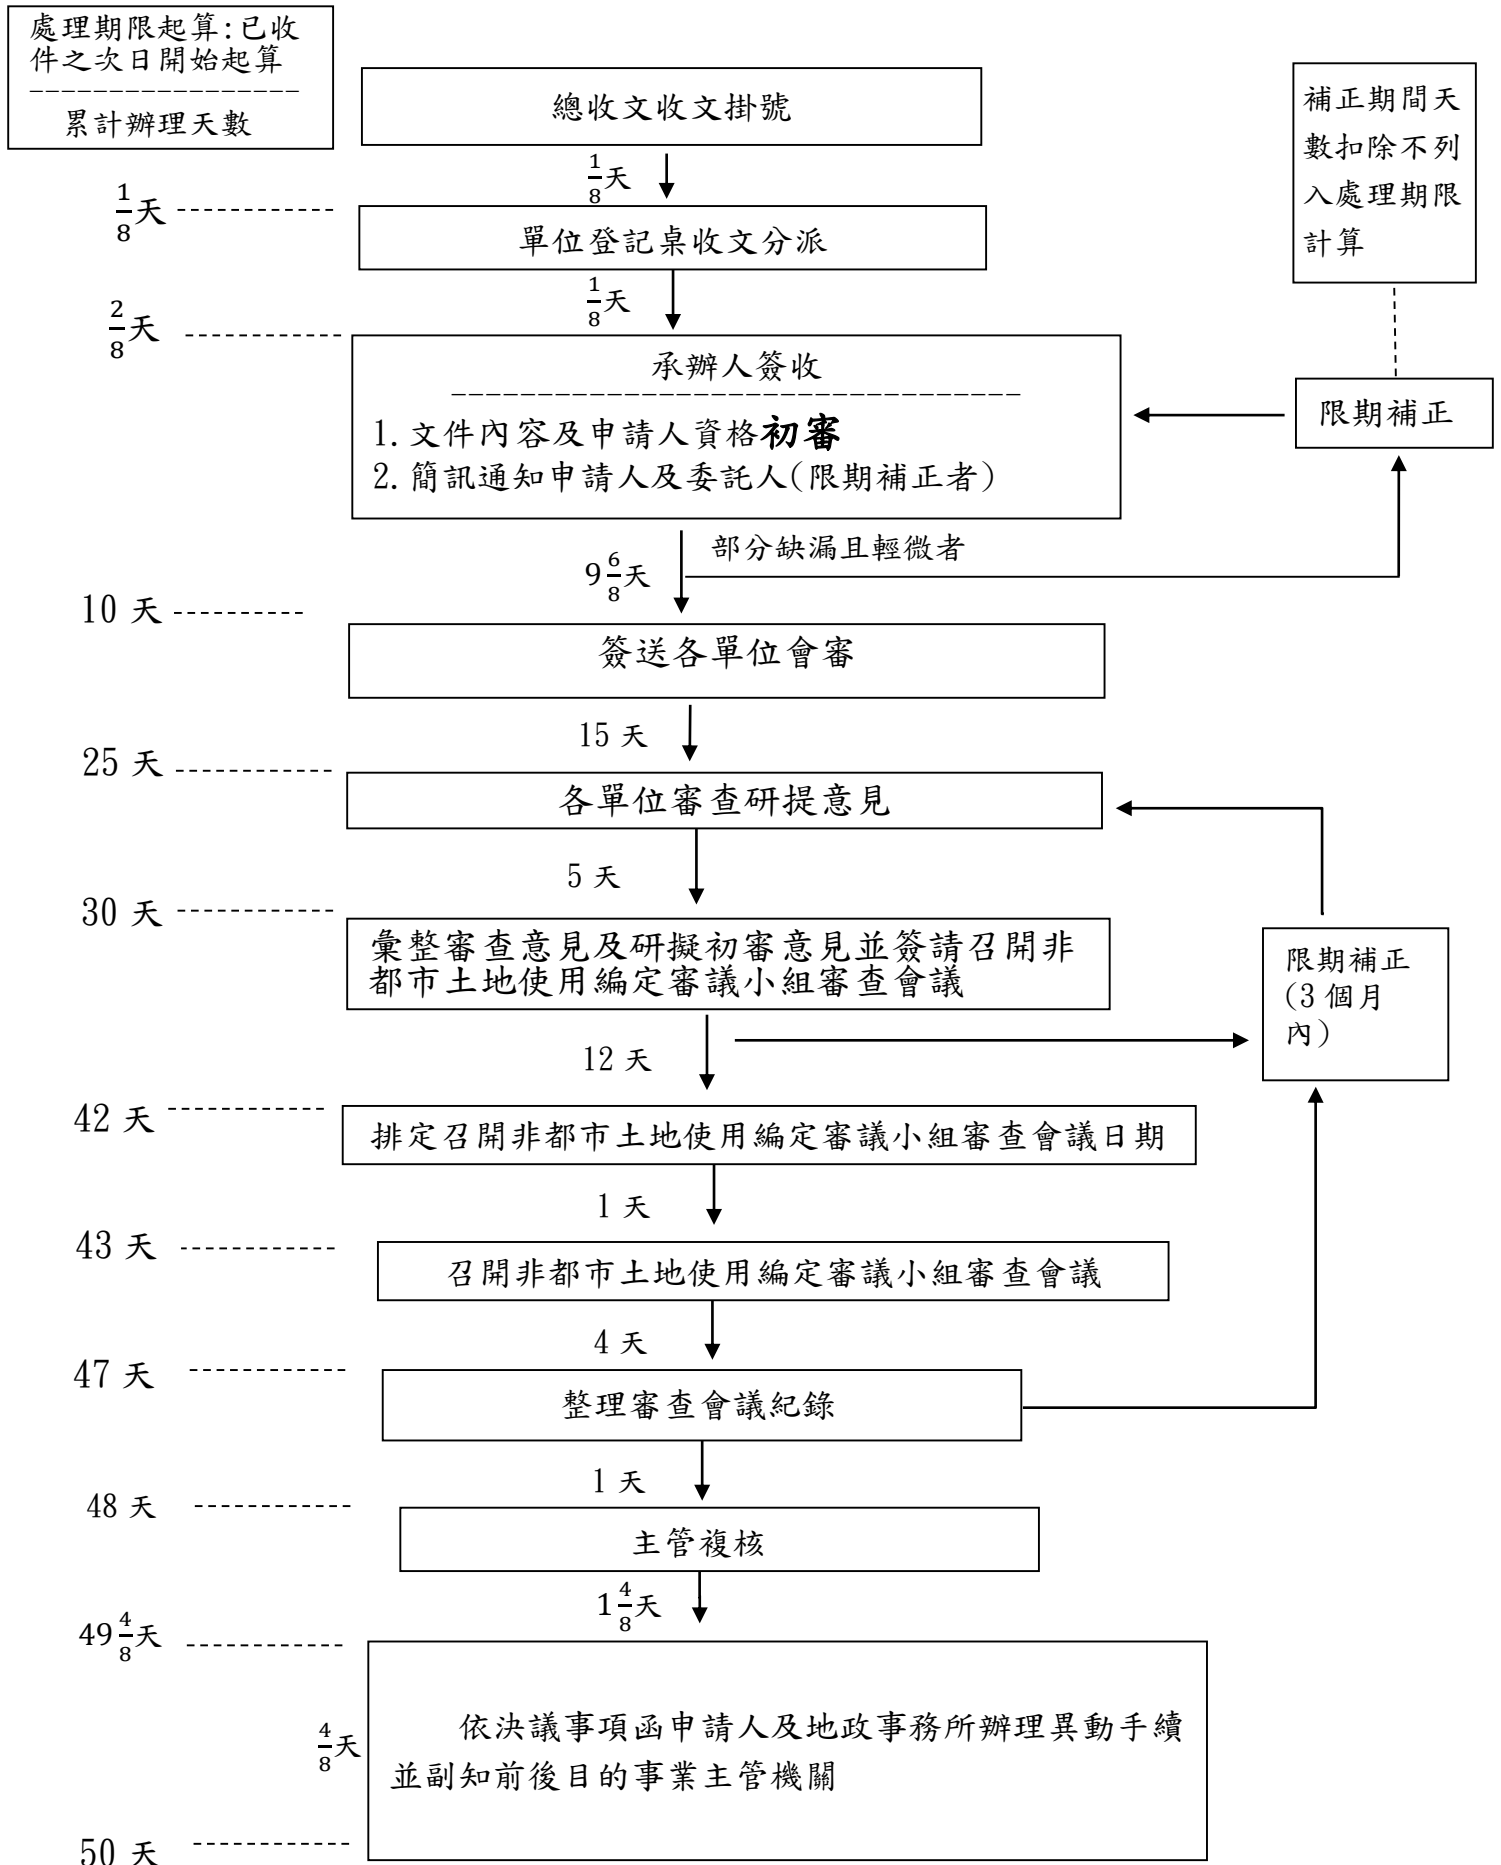 處理期限起算:已收
件之次日開始起算
累計辦理天數
總收文收文掛號
補正期間天
數扣除不列
入處理期限
計算
1/8天
1/8天
單位登記桌收文分派
1/8天
2/8天
承辦人簽收
1. 文件內容及申請人資格初審
2. 簡訊通知申請人及委託人(限期補正者)
限期補正
部分缺漏且輕微者
9 6/8天
10 天
簽送各單位會審
15 天
25 天
各單位審查研提意見
5 天
30 天
彙整審查意見及研擬初審意見並簽請召開非
都市土地使用編定審議小組審查會議
限期補正
(3 個月
內)
12 天
42 天
排定召開非都市土地使用編定審議小組審查會議日期
1 天
43 天
召開非都市土地使用編定審議小組審查會議
4 天
47 天
整理審查會議紀錄
1 天
48 天
主管複核
1 4/8天
49 4/8天
依決議事項函申請人及地政事務所辦理異動手續
並副知前後目的事業主管機關
4/8天
50 天